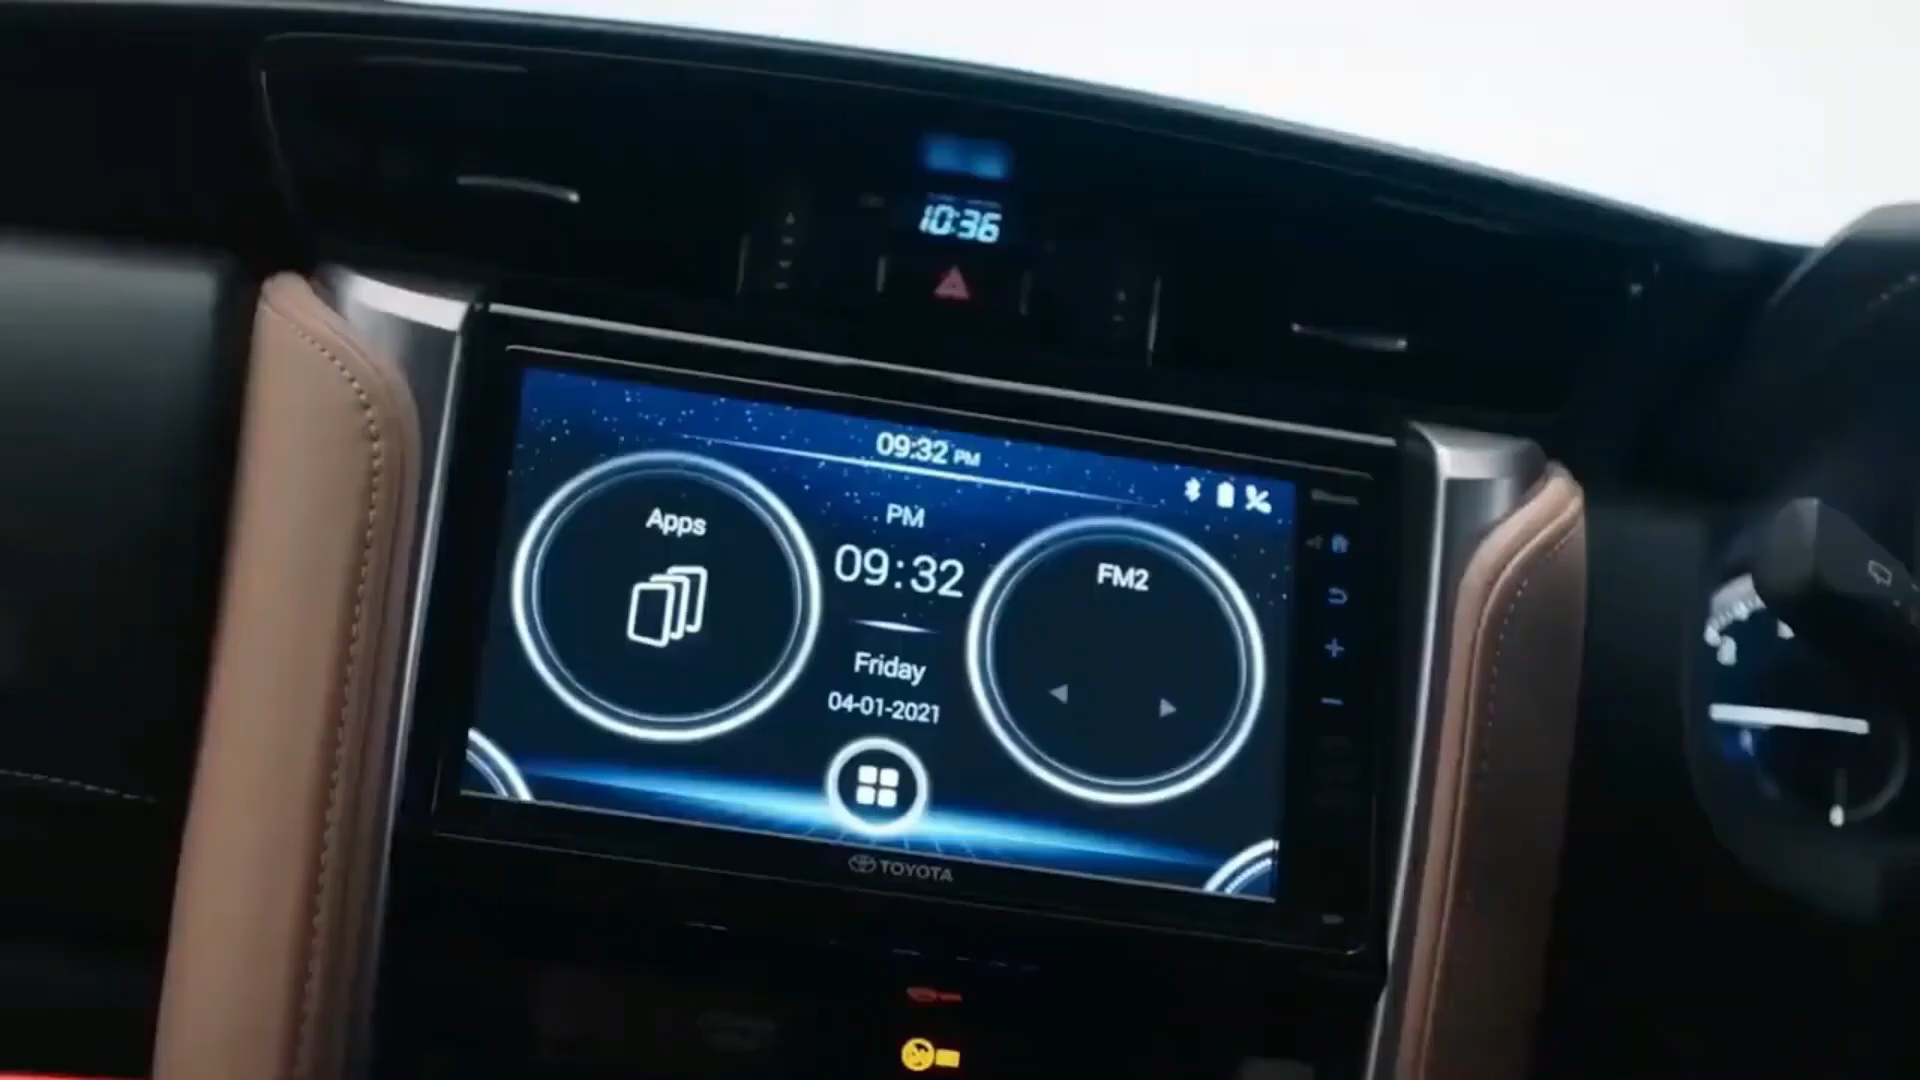 10:36
09:32 PM
Apps
PM
09:32
Friday
04-01-2021
FM2
TOYOTA